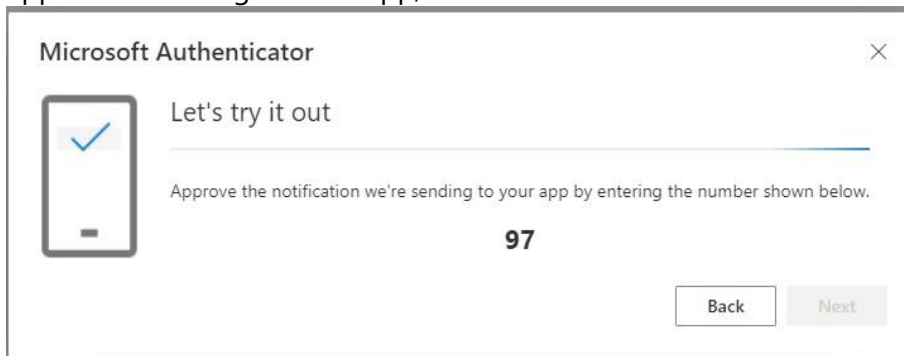 Microsoft Authenticator
Let's try it out
Approve the notification we're sending to your app by entering the number shown below.
97
Back Next